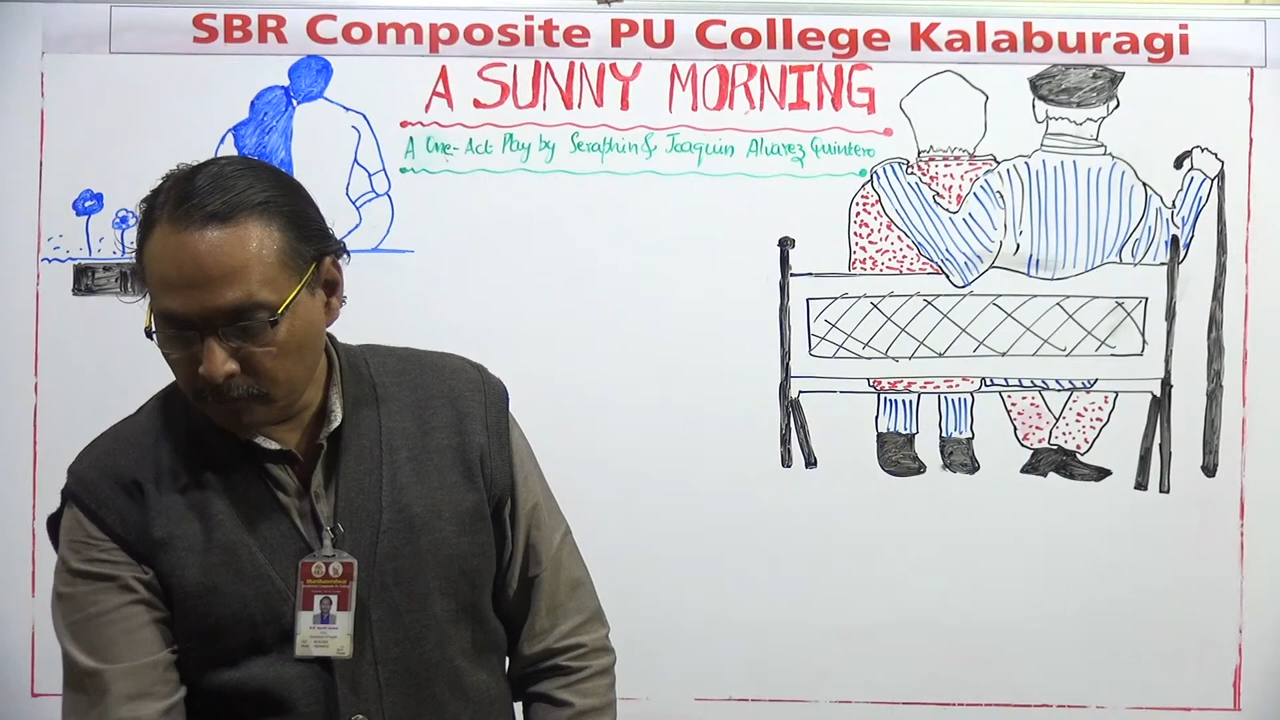 SBR Composite PU College Kalaburagi
A SUNNY MORNING
A One-Act Play by Seraphin & Joaquin Alvarez Quintero